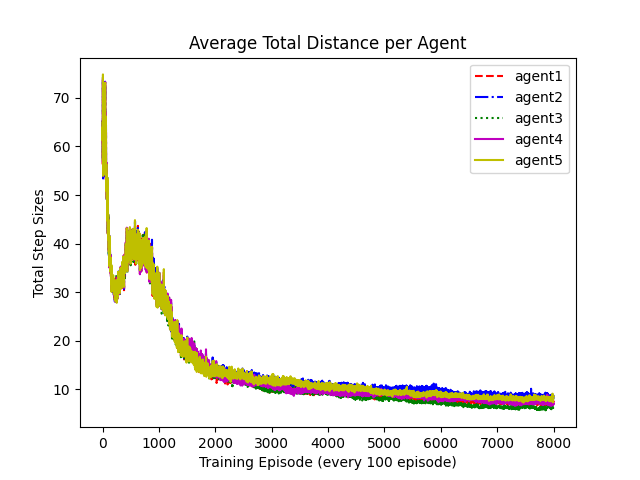 Average Total Distance per Agent
agent1
agent2
agent3
agent4
agent5
Total Step Sizes
70
60
50
40
30
20
10
0 1000 2000 3000 4000 5000 6000 7000 8000
Training Episode (every 100 episode)